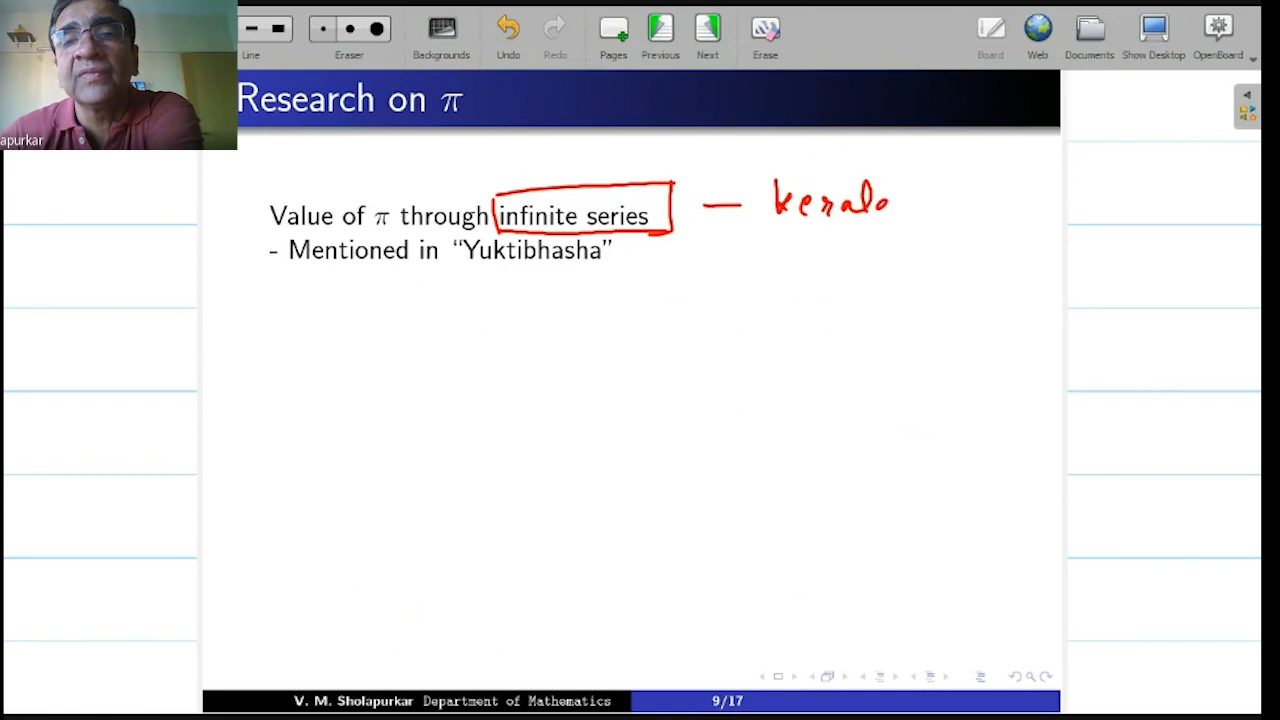 Line
Eraser
Backgrounds
Undo
Redo
Pages
Previous
Next
Erase
Board
Web
Documents
Show Desktop
OpenBoard
apurkar
Research on π
Value of π through infinite series — Kerala
- Mentioned in “Yuktibhasha”
V. M. Sholapurkar Department of Mathematics 9/17